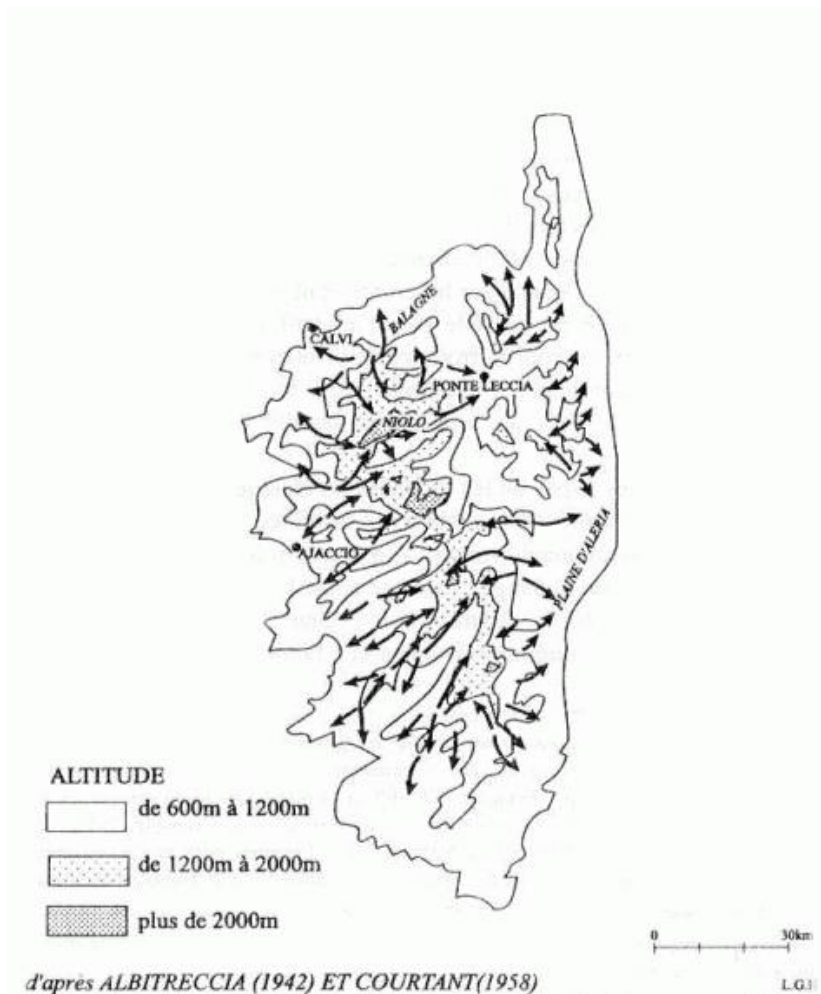 BALAGNE
CALVI
PONTE LECCIA
NIOLO
AJACCIO
PLAINE D'ALERIA
ALTITUDE
de 600m à 1200m
de 1200m à 2000m
plus de 2000m
0 30km
d'après ALBITRECCIA (1942) ET COURTANT(1958)